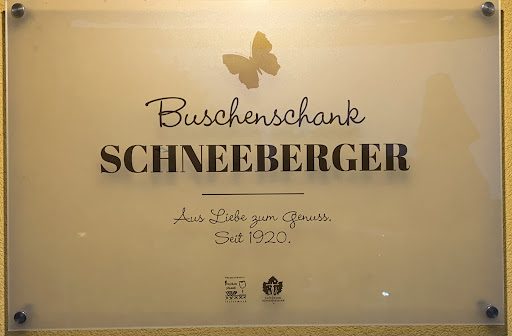 Buschenschank
SCHNEEBERGER
Aus Liebe zum Genuss.
Seit 1920.